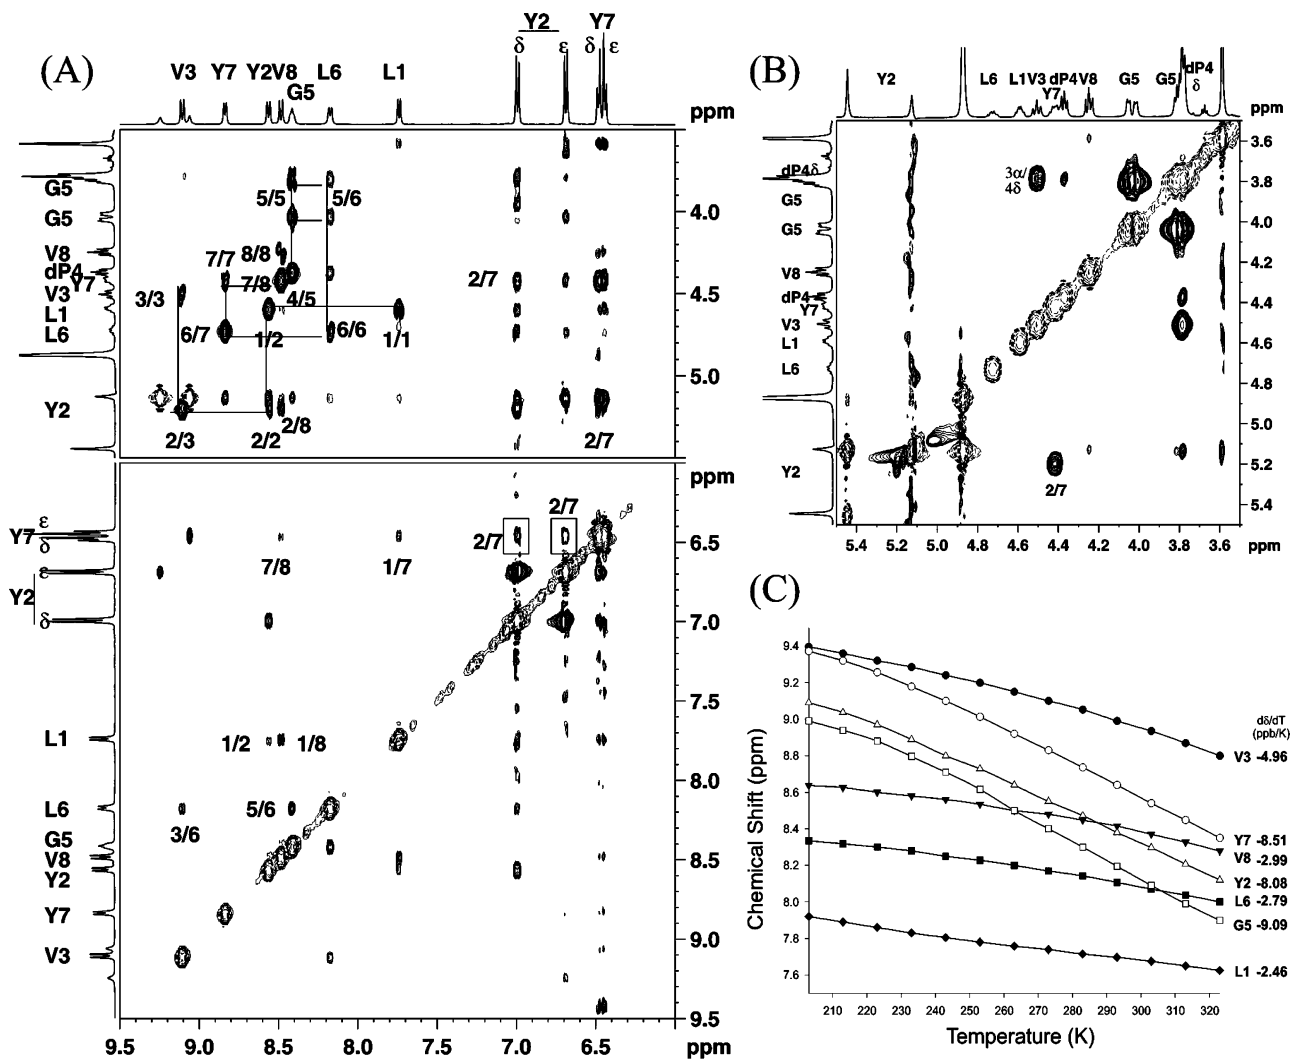 (A)
Y2
Y7
δ ε δ ε
V3 Y7 Y2V8 L6 L1
G5
ppm
G5
G5
V8
dP4
Y7
V3
L1
L6
Y2
5/5 5/6
7/7 8/8
7/8
3/3 4/5
6/7 1/2 6/6 1/1
2/8
2/3 2/2 2/7
2/7
4.0
4.5
5.0
ppm
ε
Y7
δ
ε
Y2
δ
L1
L6
G5
V8
Y2
Y7
V3
2/7
2/7
7/8 1/7
1/2 1/8
3/6 5/6
6.5
7.0
7.5
8.0
8.5
9.0
9.5
9.5 9.0 8.5 8.0 7.5 7.0 6.5 ppm
(B)
Y2 L6 L1V3 dP4 V8 G5 G5 dP4
Y7 δ
ppm
dP4δ
G5
G5
V8
dP4
Y7
V3
L1
L6
Y2
3α/
4δ
2/7
3.6
3.8
4.0
4.2
4.4
4.6
4.8
5.0
5.2
5.4
5.4 5.2 5.0 4.8 4.6 4.4 4.2 4.0 3.8 3.6 ppm
(C)
Chemical Shift (ppm)
9.4
9.2
9.0
8.8
8.6
8.4
8.2
8.0
7.8
7.6
dδ/dT
(ppb/K)
V3 -4.96
Y7 -8.51
V8 -2.99
Y2 -8.08
L6 -2.79
G5 -9.09
L1 -2.46
210 220 230 240 250 260 270 280 290 300 310 320
Temperature (K)